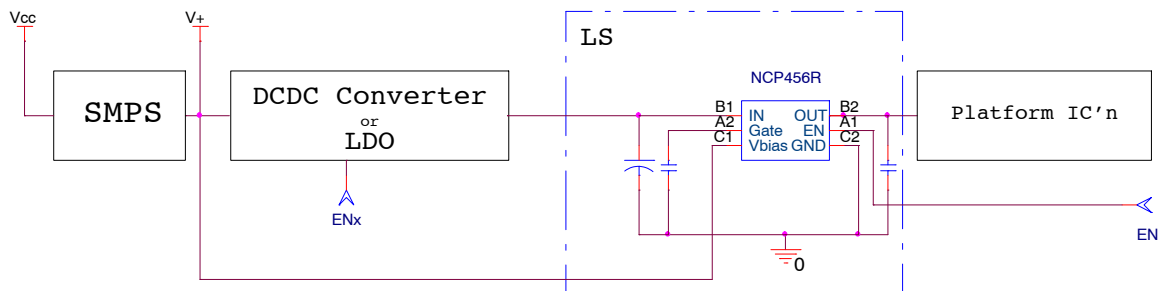 Vcc
V+
LS
SMPS
DCDC Converter
or
LDO
ENx
NCP456R
B1
A2
C1
IN
Gate
Vbias
OUT
EN
GND
B2
A1
C2
Platform IC'n
EN
0